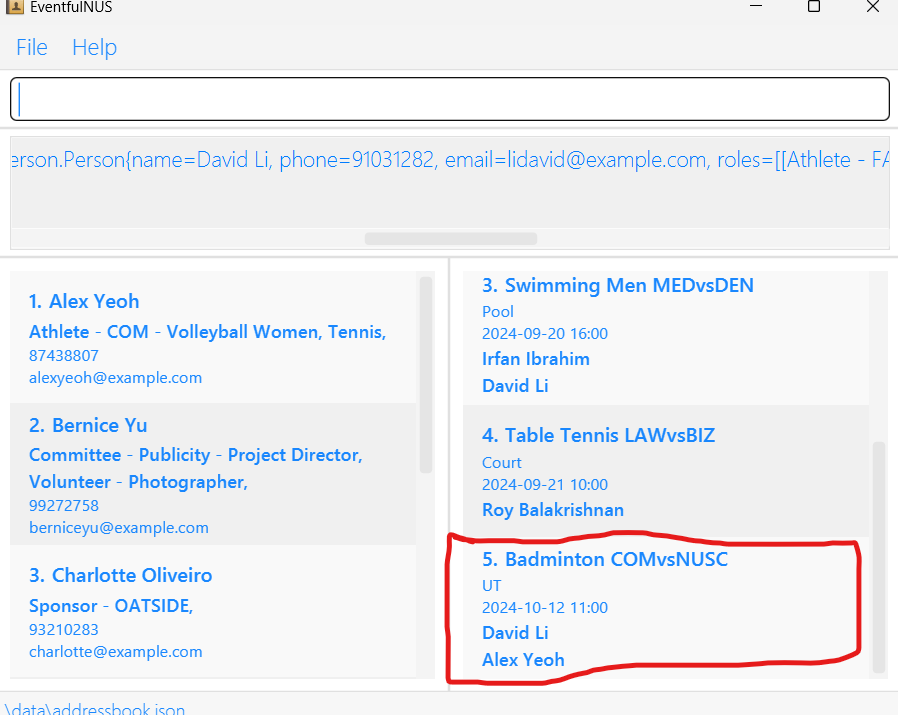 EventfulNUS
File Help
erson.Person{name=David Li, phone=91031282, email=lidavid@example.com, roles=[[Athlete - FA
1. Alex Yeoh
Athlete - COM - Volleyball Women, Tennis,
87438807
alexyeoh@example.com
2. Bernice Yu
Committee - Publicity - Project Director,
Volunteer - Photographer,
99272758
berniceyu@example.com
3. Charlotte Oliveiro
Sponsor - OATSIDE,
93210283
charlotte@example.com
3. Swimming Men MEDvsDEN
Pool
2024-09-20 16:00
Irfan Ibrahim
David Li
4. Table Tennis LAWvsBIZ
Court
2024-09-21 10:00
Roy Balakrishnan
5. Badminton COMvsNUSC
UT
2024-10-12 11:00
David Li
Alex Yeoh
\data\addressbook.json